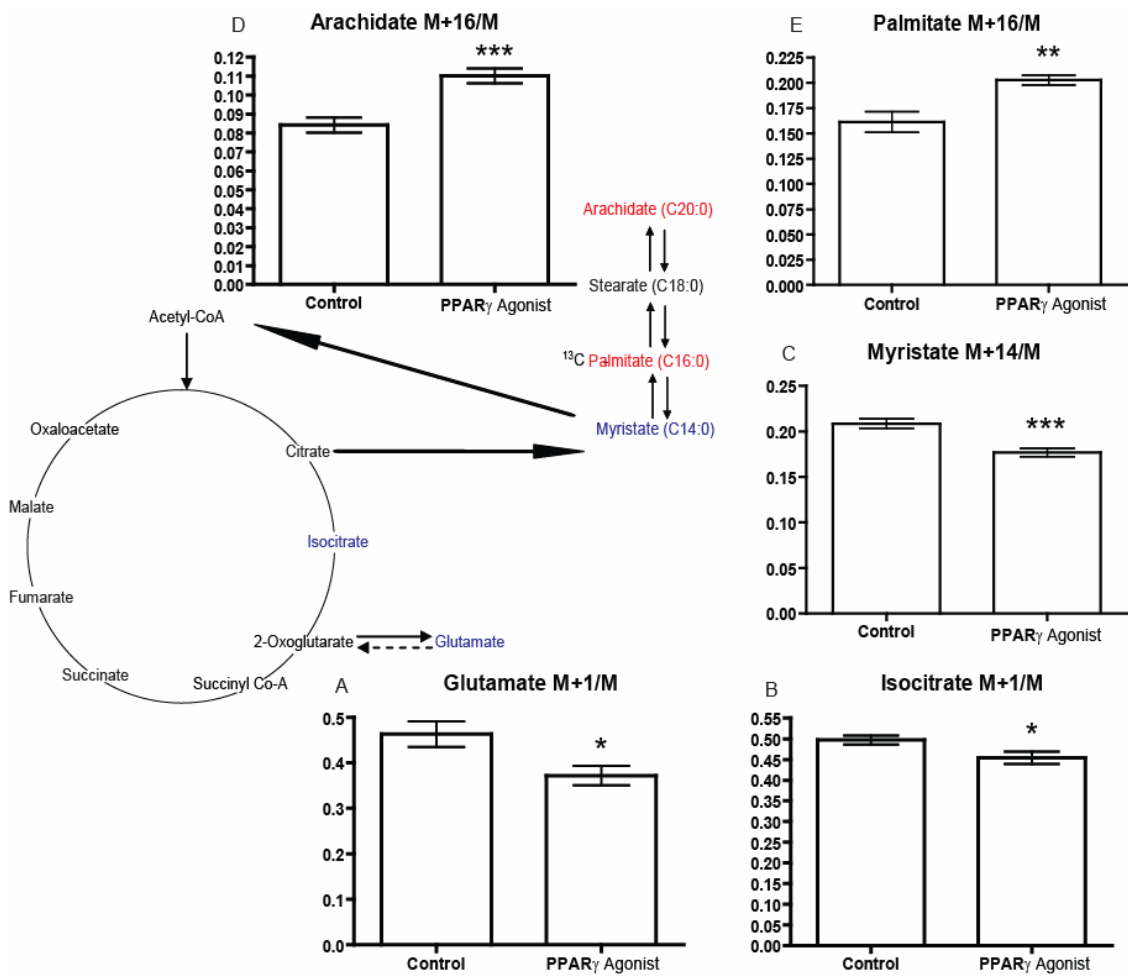 D
Arachidate M+16/M
***
0.12
0.11
0.10
0.09
0.08
0.07
0.06
0.05
0.04
0.03
0.02
0.01
0.00
Control
PPARγ Agonist
E
Palmitate M+16/M
**
0.225
0.200
0.175
0.150
0.125
0.100
0.075
0.050
0.025
0.000
Control
PPARγ Agonist
Arachidate (C20:0)
Stearate (C18:0)
¹³C Palmitate (C16:0)
Myristate (C14:0)
Acetyl-CoA
Oxaloacetate
Citrate
Malate
Isocitrate
Fumarate
2-Oxoglutarate
Glutamate
Succinate
Succinyl Co-A
C
Myristate M+14/M
***
0.25
0.20
0.15
0.10
0.05
0.00
Control
PPARγ Agonist
A
Glutamate M+1/M
*
0.5
0.4
0.3
0.2
0.1
0.0
Control
PPARγ Agonist
B
Isocitrate M+1/M
*
0.55
0.50
0.45
0.40
0.35
0.30
0.25
0.20
0.15
0.10
0.05
0.00
Control
PPARγ Agonist